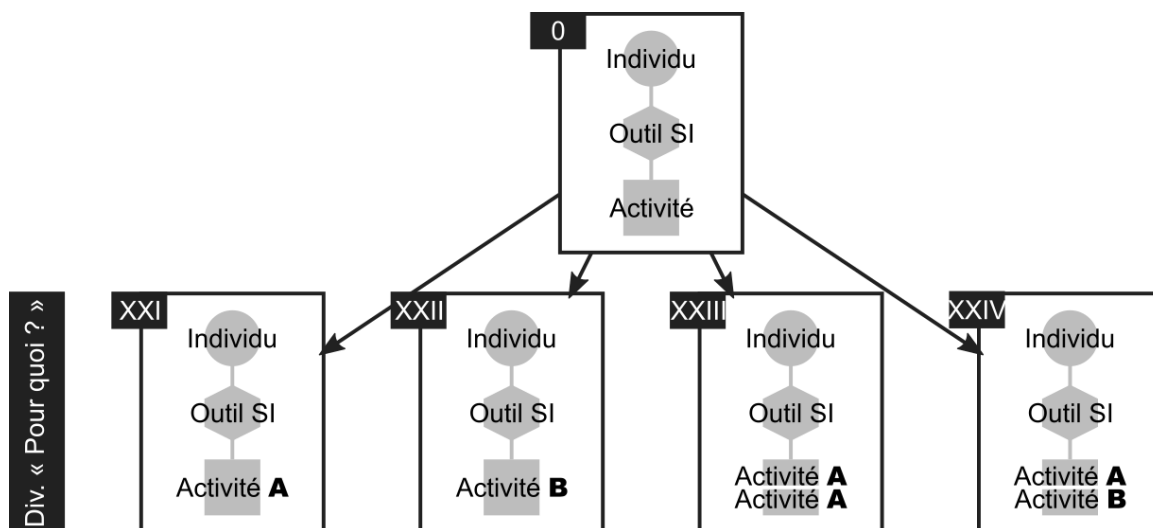 0
Individu
Outil SI
Activité
Div. « Pour quoi ? »
XXI
Individu
Outil SI
Activité A
XXII
Individu
Outil SI
Activité B
XXIII
Individu
Outil SI
Activité A
Activité A
XXIV
Individu
Outil SI
Activité A
Activité B